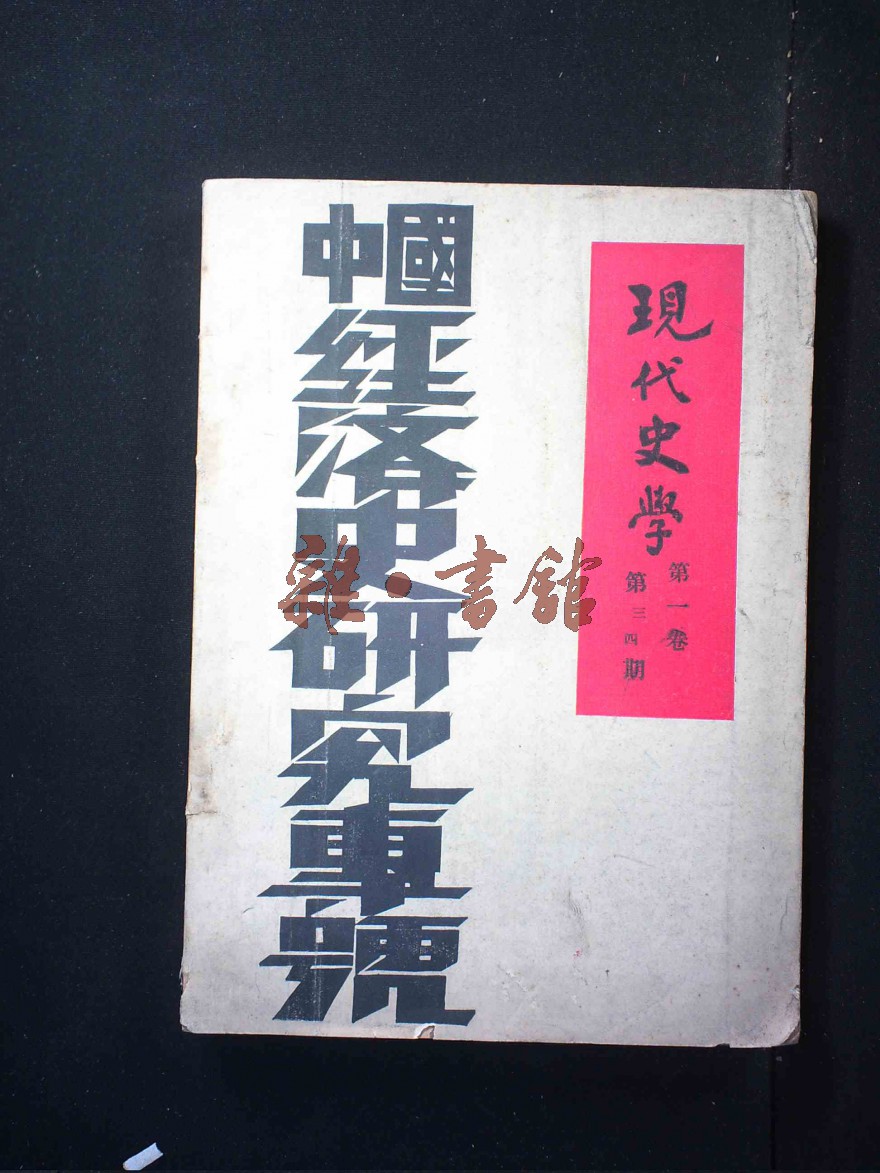 現代史學
第一卷
第三四期
中國
經济史研究專號
雜·書館